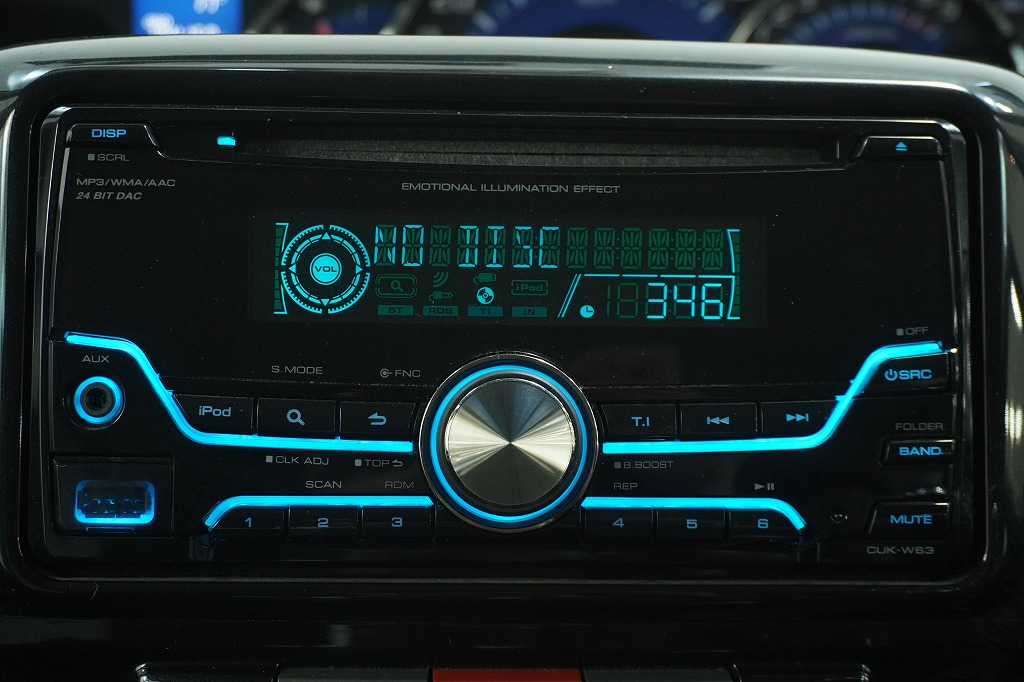 DISP
SCRL
MP3/WMA/AAC
24 BIT DAC
EMOTIONAL ILLUMINATION EFFECT
NO DISC
VOL
iPod
ST RDS TI IN
346
OFF
AUX
S.MODE
FNC
SRC
iPod
T.I
FOLDER
BAND
CLK ADJ
TOP
B.BOOST
SCAN
RDM
REP
1 2 3 4 5 6
MUTE
CUK-W63